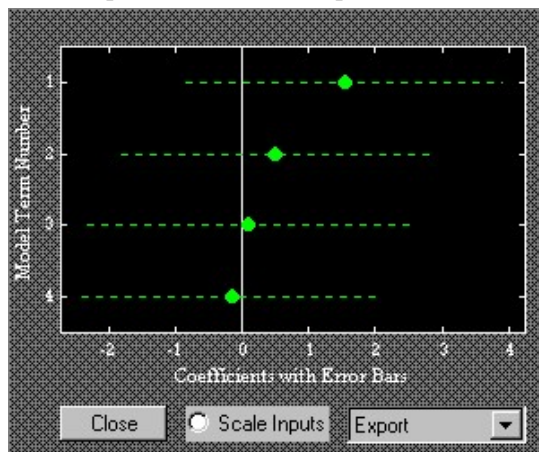 1
2
3
4
Model Term Number
-2 -1 0 1 2 3 4
Coefficients with Error Bars
Close Scale Inputs Export